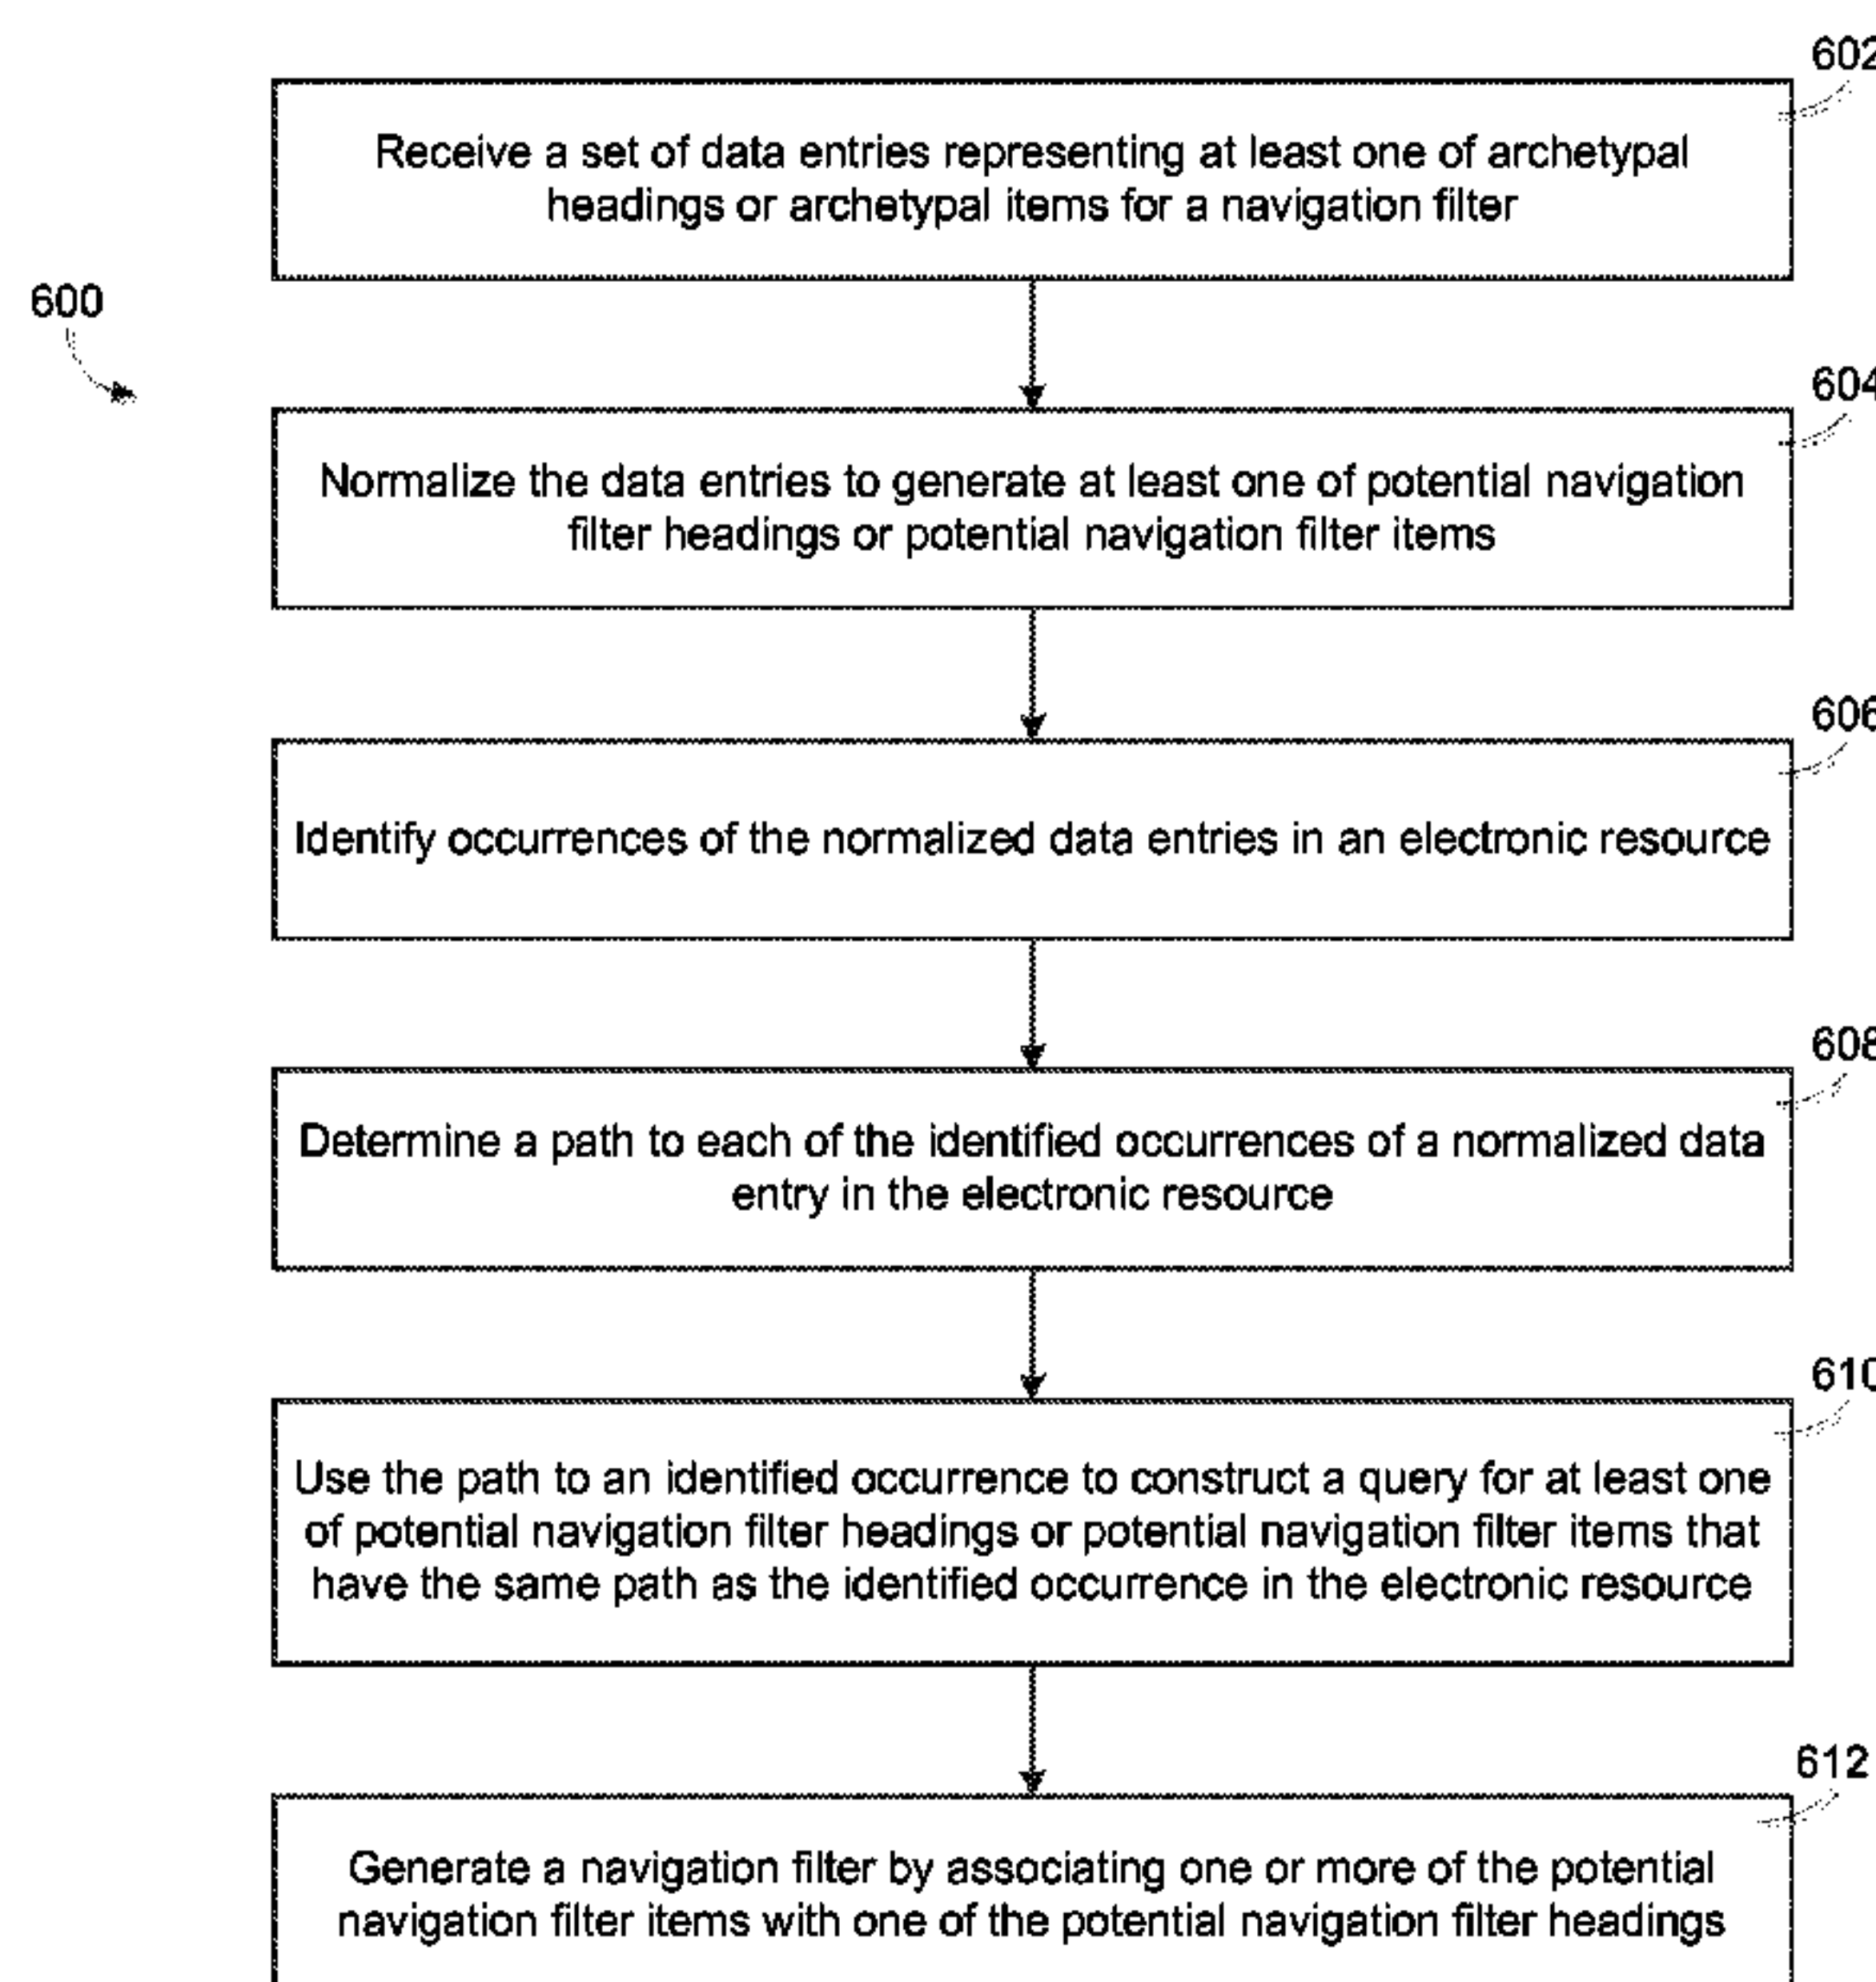 602
Receive a set of data entries representing at least one of archetypal
headings or archetypal items for a navigation filter
600
604
Normalize the data entries to generate at least one of potential navigation
filter headings or potential navigation filter items
606
Identify occurrences of the normalized data entries in an electronic resource
608
Determine a path to each of the identified occurrences of a normalized data
entry in the electronic resource
610
Use the path to an identified occurrence to construct a query for at least one
of potential navigation filter headings or potential navigation filter items that
have the same path as the identified occurrence in the electronic resource
612
Generate a navigation filter by associating one or more of the potential
navigation filter items with one of the potential navigation filter headings